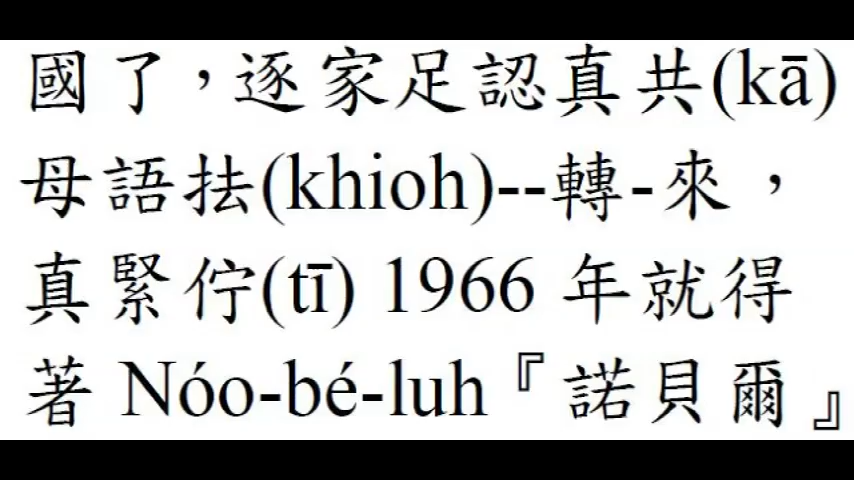 國了，逐家足認真共(kā)
母語抾(khioh)--轉-來，
真緊佇(tī) 1966 年就得
著 Nóo-bé-luh『諾貝爾』